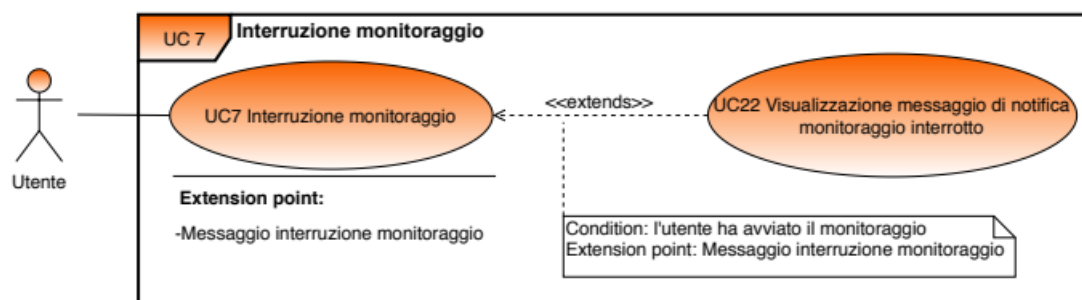 UC 7
Interruzione monitoraggio
Utente
UC7 Interruzione monitoraggio
<<extends>>
UC22 Visualizzazione messaggio di notifica
monitoraggio interrotto
Extension point:
-Messaggio interruzione monitoraggio
Condition: l'utente ha avviato il monitoraggio
Extension point: Messaggio interruzione monitoraggio